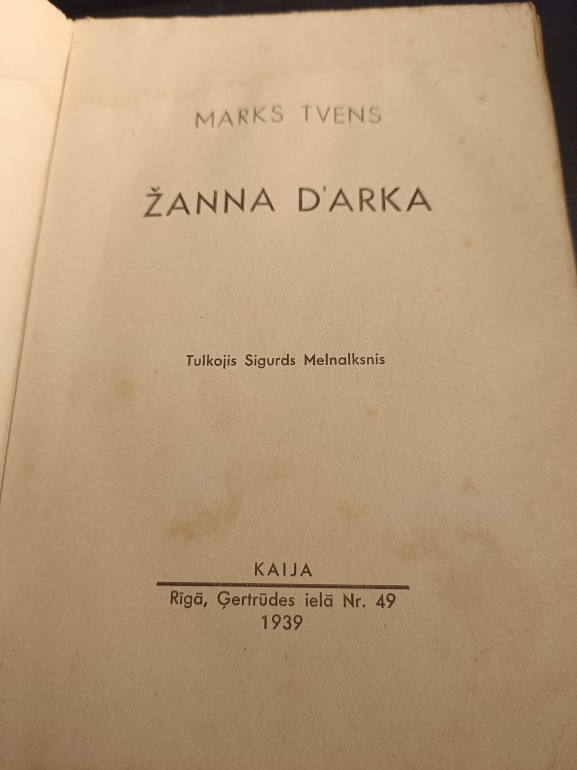 MARKS TVENS
ŽANNA D'ARKA
Tulkojis Sigurds Melnalksnis
KAIJA
Rīgā, Ģertrūdes ielā Nr. 49
1939